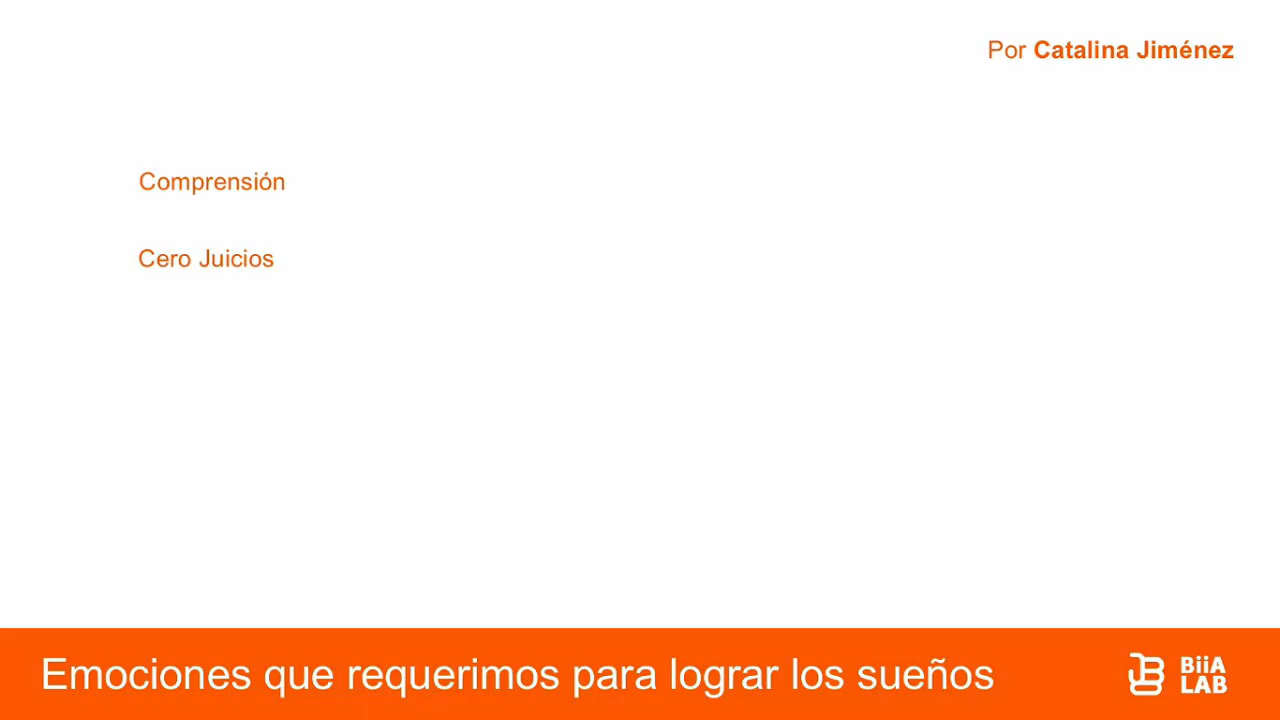 Por Catalina Jiménez
Comprensión
Cero Juicios
Emociones que requerimos para lograr los sueños
BiiA
LAB